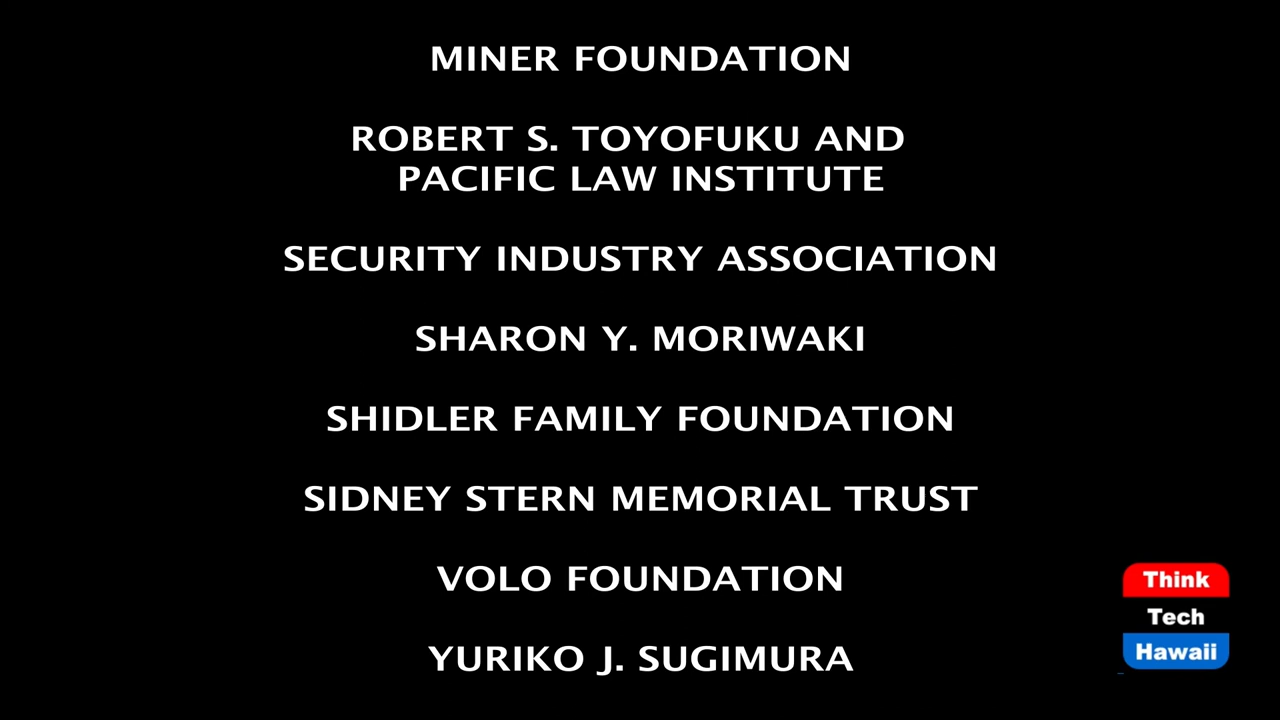 MINER FOUNDATION
ROBERT S. TOYOFUKU AND
PACIFIC LAW INSTITUTE
SECURITY INDUSTRY ASSOCIATION
SHARON Y. MORIWAKI
SHIDLER FAMILY FOUNDATION
SIDNEY STERN MEMORIAL TRUST
VOLO FOUNDATION
YURIKO J. SUGIMURA
Think
Tech
Hawaii